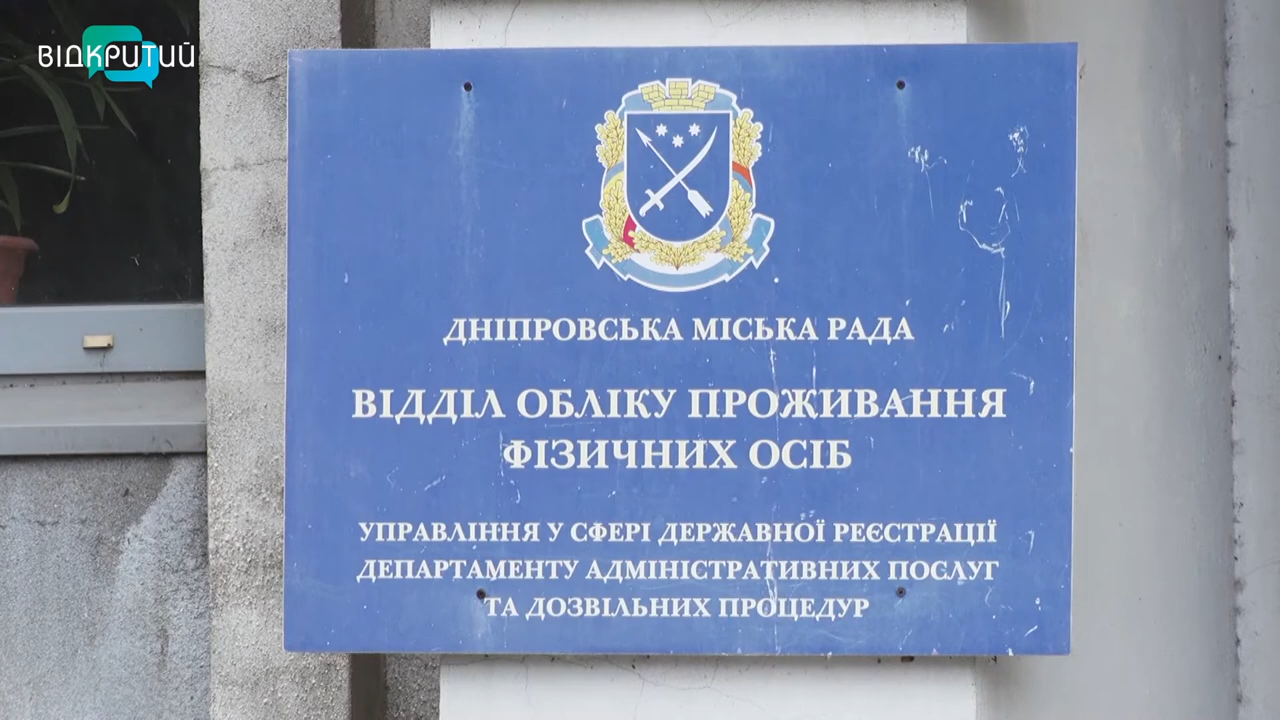 ВІДКРИТИЙ
ДНІПРОВСЬКА МІСЬКА РАДА
ВІДДІЛ ОБЛІКУ ПРОЖИВАННЯ
ФІЗИЧНИХ ОСІБ
УПРАВЛІННЯ У СФЕРІ ДЕРЖАВНОЇ РЕЄСТРАЦІЇ
ДЕПАРТАМЕНТУ АДМІНІСТРАТИВНИХ ПОСЛУГ
ТА ДОЗВІЛЬНИХ ПРОЦЕДУР